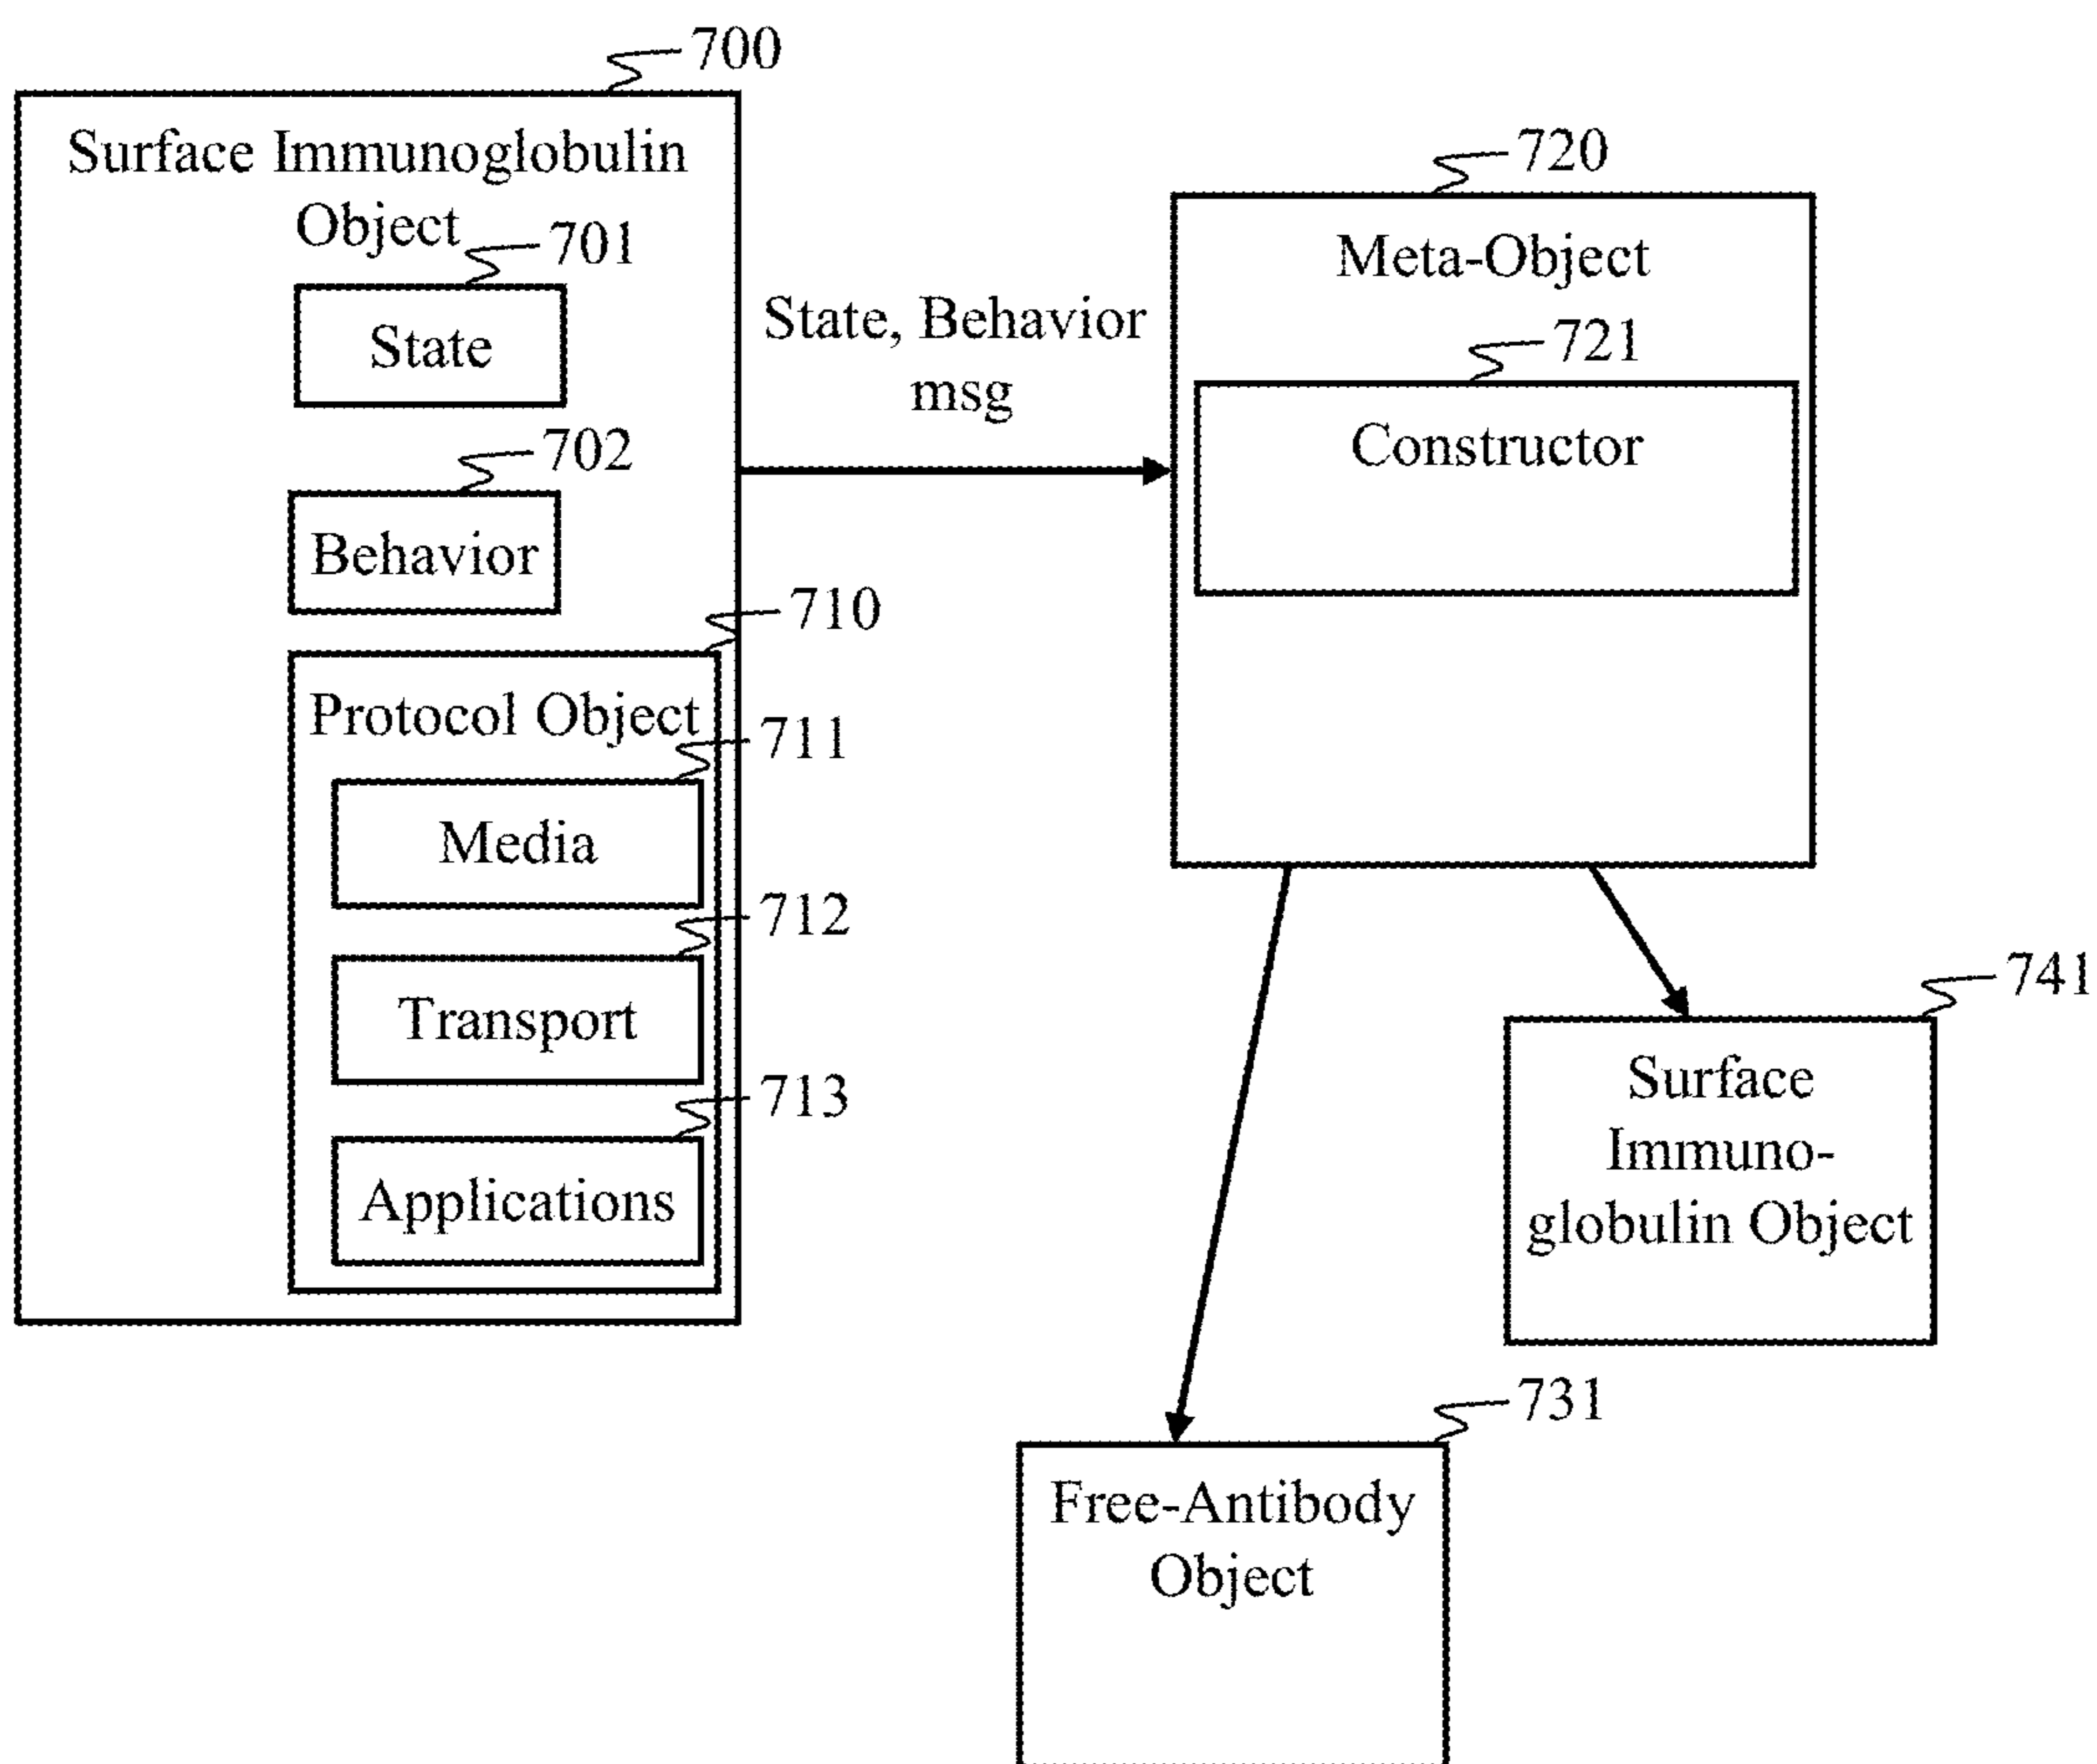 700
Surface Immunoglobulin
Object
701
State
702
Behavior
710
Protocol Object
711
Media
712
Transport
713
Applications
State, Behavior
msg
720
Meta-Object
721
Constructor
741
Surface
Immuno-
globulin Object
731
Free-Antibody
Object